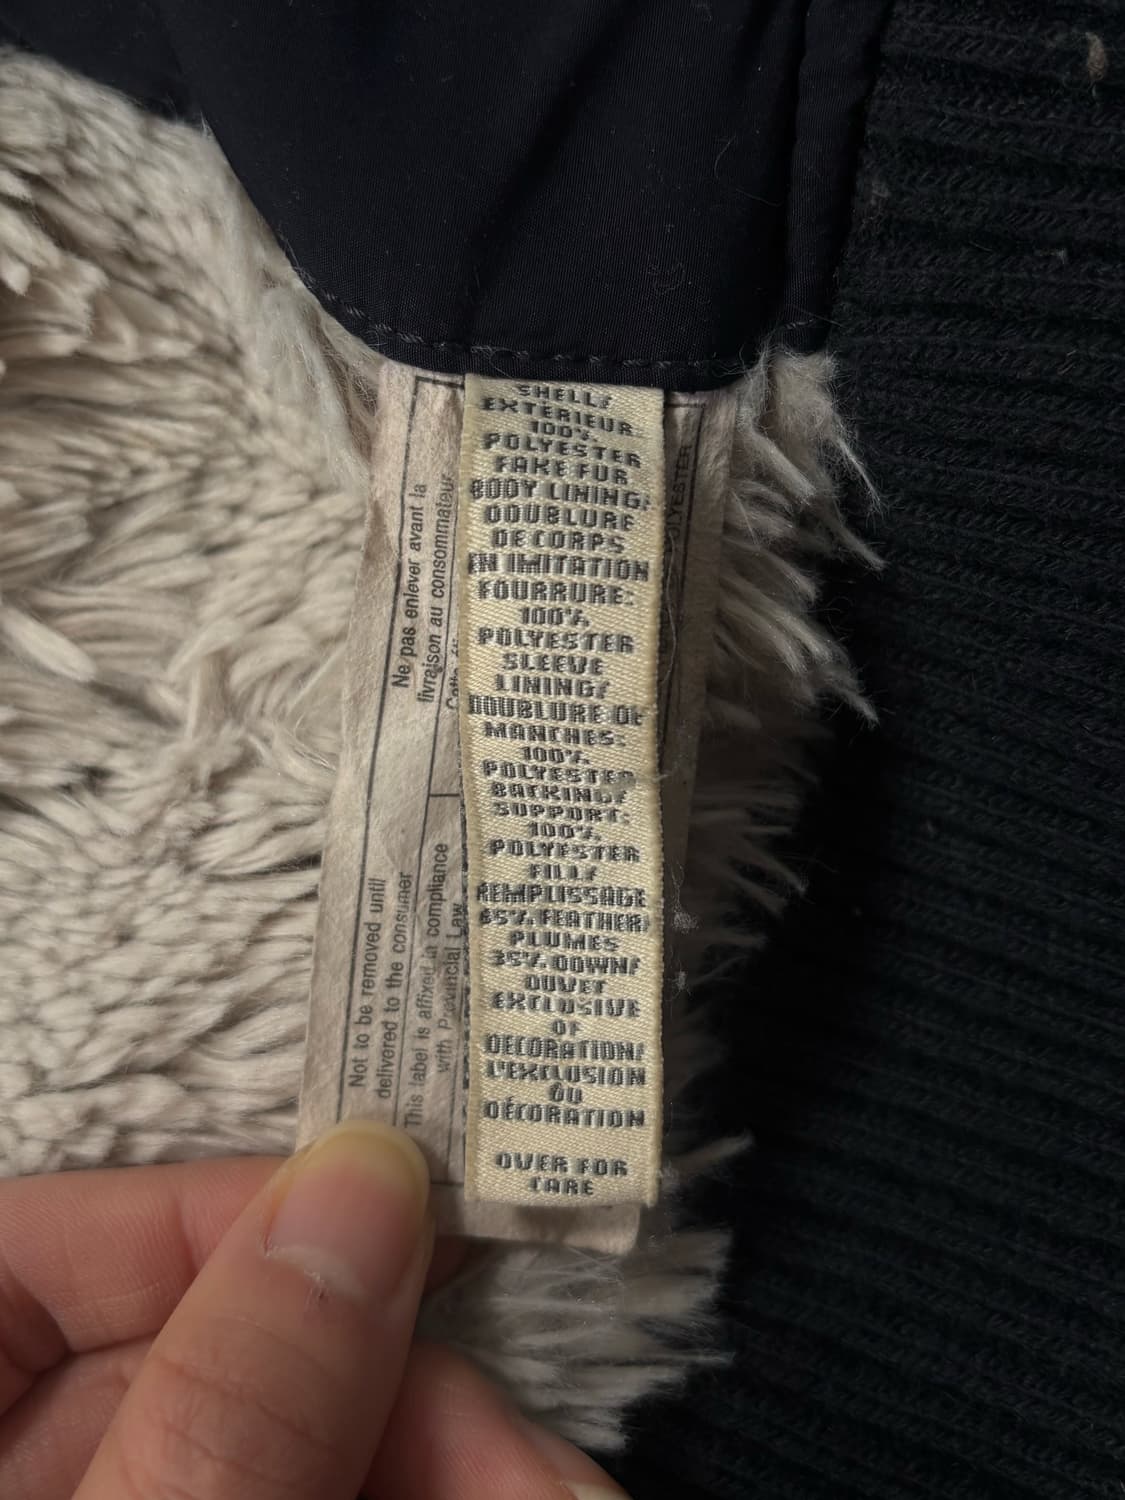 SHELL/
EXTERIEUR:
100%
POLYESTER
FAKE FUR
BODY LINING/
DOUBLURE
DE CORPS
EN IMITATION
FOURRURE:
100%
POLYESTER
SLEEVE
LINING/
DOUBLURE DE
MANCHES:
100%
POLYESTER
BACKING/
SUPPORT:
100%
POLYESTER
FILL/
REMPLISSAGE
65% FEATHER/
PLUMES
35% DOWN/
DUVET
EXCLUSIVE
OF
DECORATION/
L'EXCLUSION
OU
DÉCORATION
OVER FOR
CARE
Ne pas enlever avant la
livraison au consommateur
Not to be removed until
delivered to the consumer
This label is affixed in compliance
with Provincial Law
POLYESTER